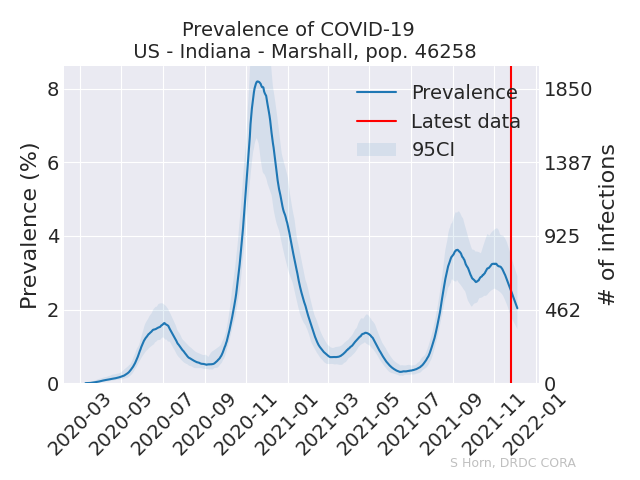 Prevalence of COVID-19
US - Indiana - Marshall, pop. 46258
Prevalence
Latest data
95CI
Prevalence (%)
8
6
4
2
0
1850
1387
925
462
0
# of infections
2020-03
2020-05
2020-07
2020-09
2020-11
2021-01
2021-03
2021-05
2021-07
2021-09
2021-11
2022-01
S Horn, DRDC CORA